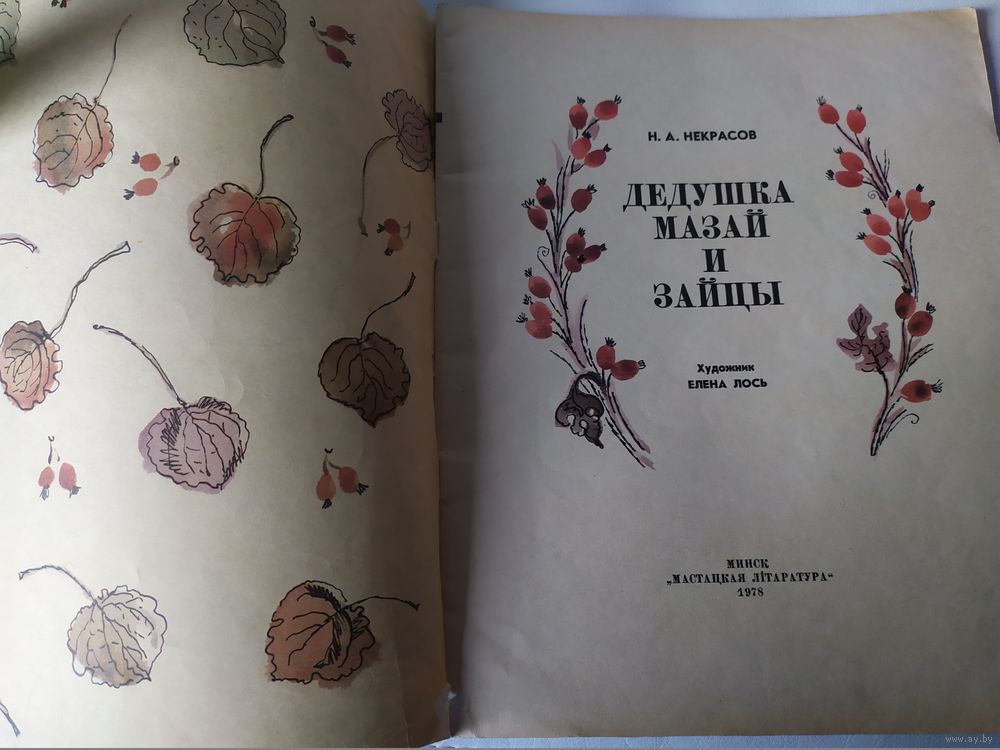 Н. А. НЕКРАСОВ
ДЕДУШКА
МАЗАЙ
И
ЗАЙЦЫ
Художник
ЕЛЕНА ЛОСЬ
МИНСК
„МАСТАЦКАЯ ЛІТАРАТУРА“
1978
www.ay.by